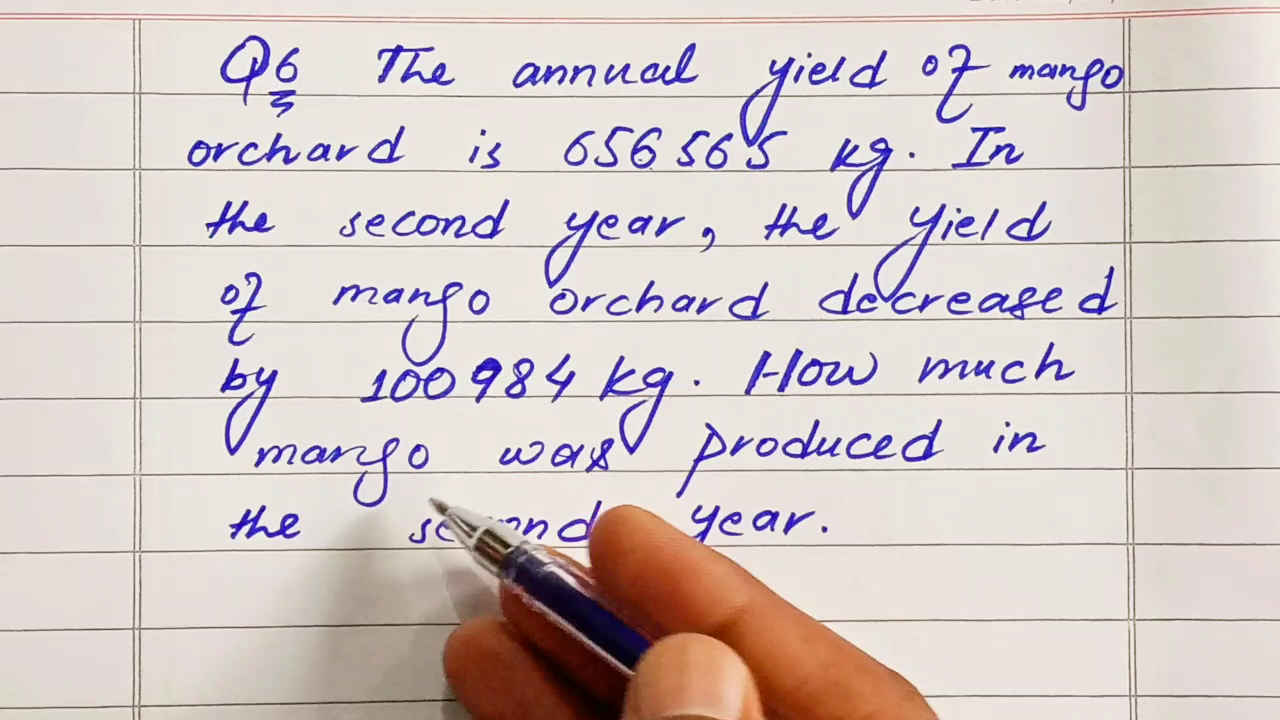 Q6 The annual yield of mango
orchard is 656565 kg. In
the second year, the yield
of mango orchard decreased
by 100984 kg. How much
mango was produced in
the second year.